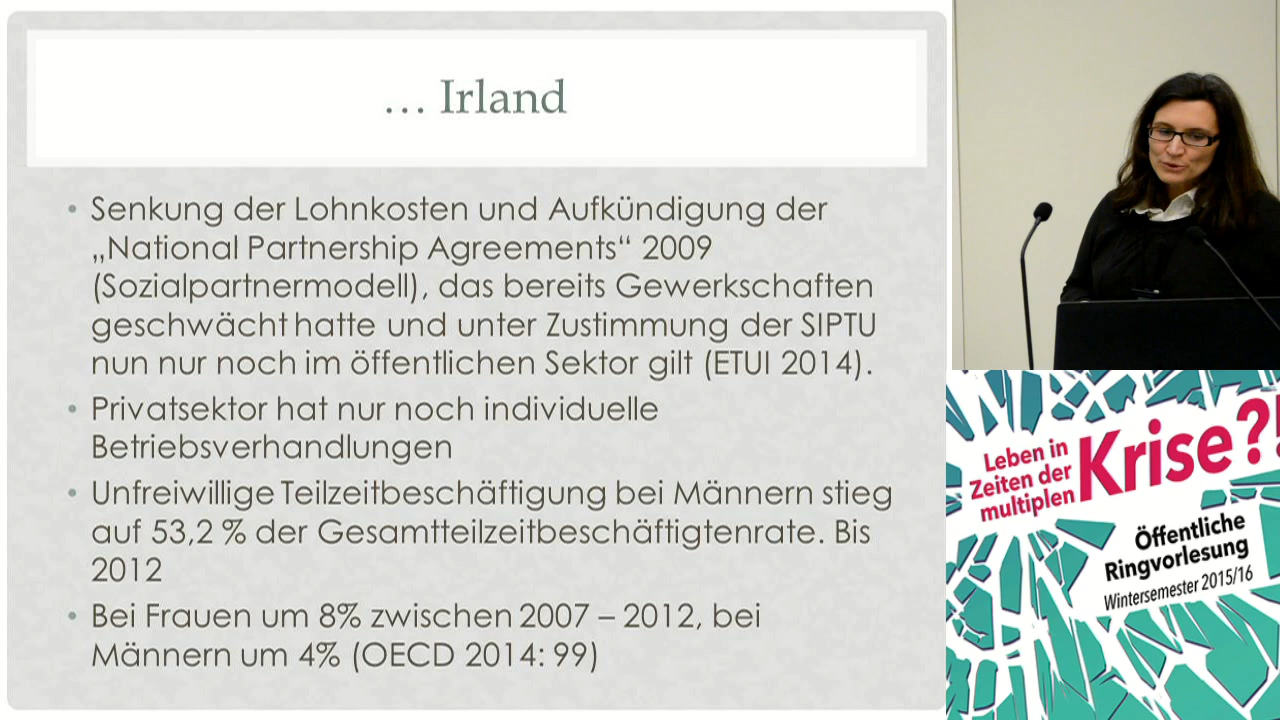 … Irland
• Senkung der Lohnkosten und Aufkündigung der
„National Partnership Agreements“ 2009
(Sozialpartnermodell), das bereits Gewerkschaften
geschwächt hatte und unter Zustimmung der SIPTU
nun nur noch im öffentlichen Sektor gilt (ETUI 2014).
• Privatsektor hat nur noch individuelle
Betriebsverhandlungen
• Unfreiwillige Teilzeitbeschäftigung bei Männern stieg
auf 53,2 % der Gesamtteilzeitbeschäftigtenrate. Bis
2012
• Bei Frauen um 8% zwischen 2007 – 2012, bei
Männern um 4% (OECD 2014: 99)
Leben in
Zeiten der
multiplen
Krise?!
Öffentliche
Ringvorlesung
Wintersemester 2015/16